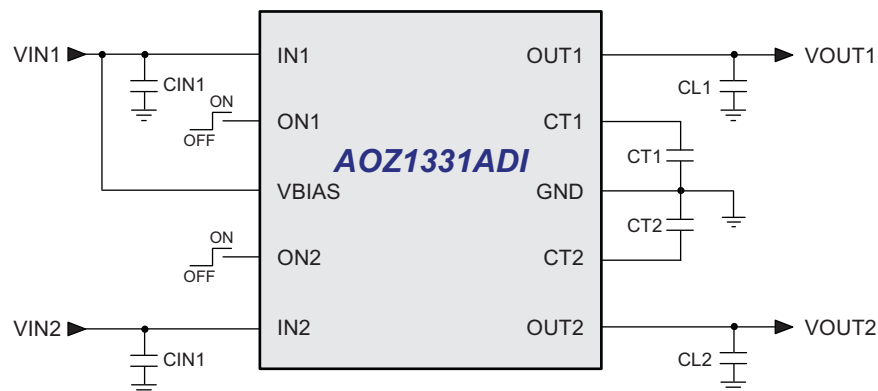 VIN1
IN1
OUT1
VOUT1
CIN1
CL1
ON
OFF
ON1
CT1
CT1
AOZ1331ADI
VBIAS
GND
CT2
ON
OFF
ON2
CT2
VIN2
IN2
OUT2
VOUT2
CIN1
CL2